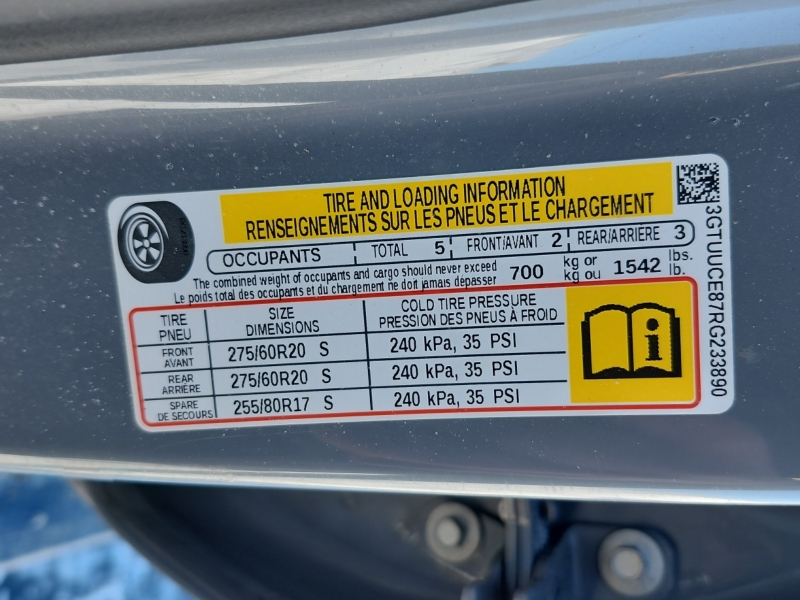 TIRE AND LOADING INFORMATION
RENSEIGNEMENTS SUR LES PNEUS ET LE CHARGEMENT
OCCUPANTS TOTAL 5 FRONT/AVANT 2 REAR/ARRIÈRE 3
The combined weight of occupants and cargo should never exceed
Le poids total des occupants et du chargement ne doit jamais dépasser
700 kg or kg ou 1542 lbs. lb.
TIRE PNEU SIZE DIMENSIONS COLD TIRE PRESSURE PRESSION DES PNEUS À FROID
FRONT AVANT 275/60R20 S 240 kPa, 35 PSI
REAR ARRIÈRE 275/60R20 S 240 kPa, 35 PSI
SPARE DE SECOURS 255/80R17 S 240 kPa, 35 PSI
i
3GTUUCE87RG233890